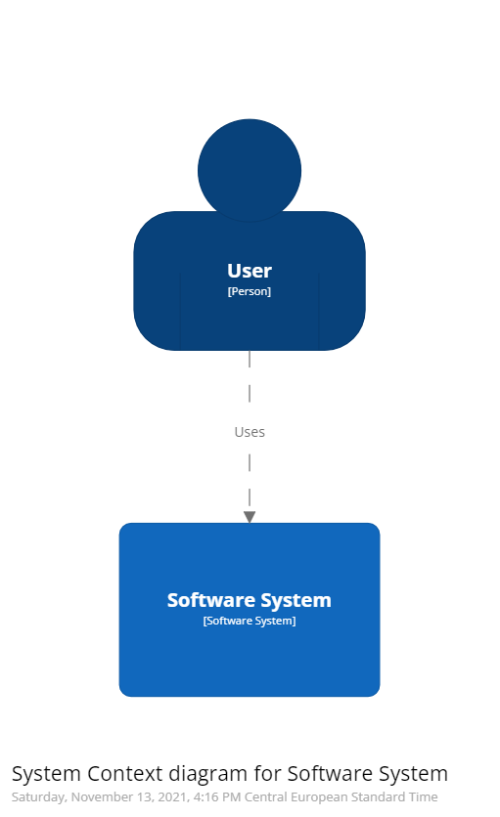 User
[Person]
Uses
Software System
[Software System]
System Context diagram for Software System
Saturday, November 13, 2021, 4:16 PM Central European Standard Time